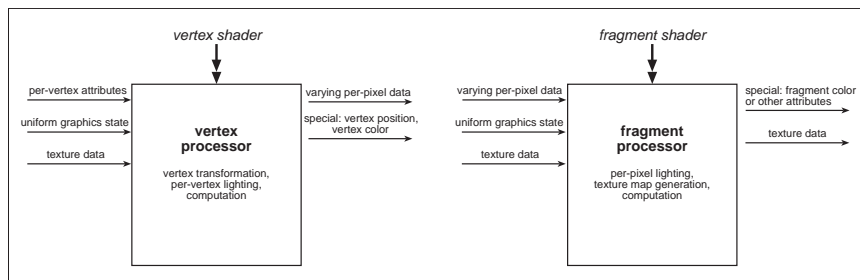 vertex shader
per-vertex attributes
uniform graphics state
texture data
vertex
processor
vertex transformation,
per-vertex lighting,
computation
varying per-pixel data
special: vertex position,
vertex color
fragment shader
varying per-pixel data
uniform graphics state
texture data
fragment
processor
per-pixel lighting,
texture map generation,
computation
special: fragment color
or other attributes
texture data